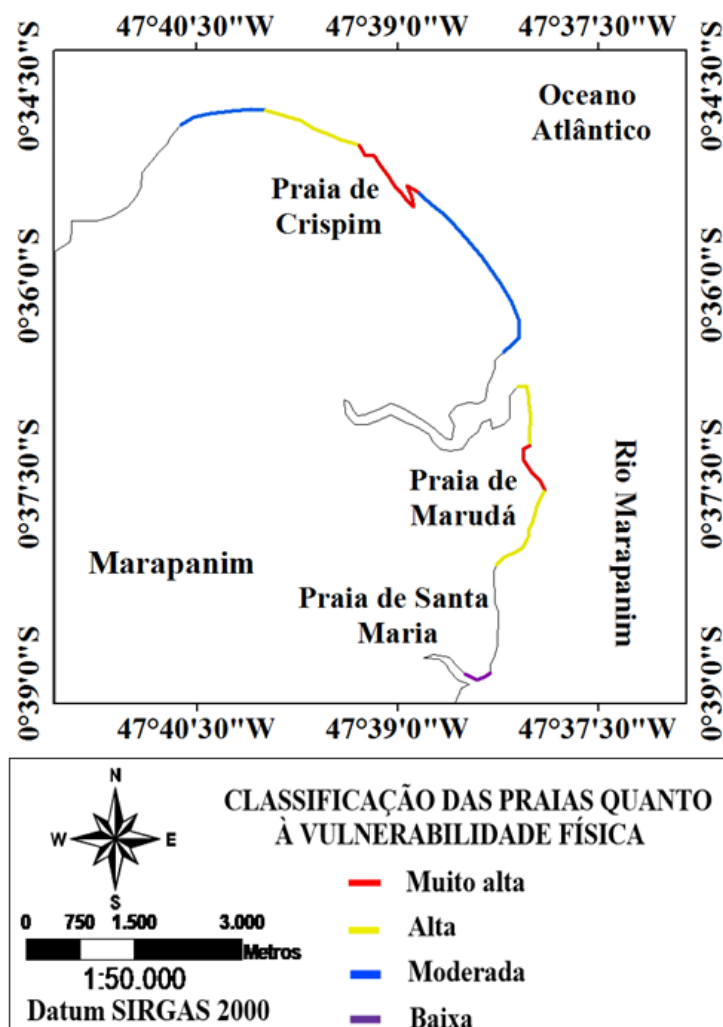 47°40'30"W 47°39'0"W 47°37'30"W
0°34'30"S
0°34'30"S
Oceano
Atlântico
Praia de
Crispim
0°36'0"S
0°36'0"S
0°37'30"S
0°37'30"S
Praia de
Marudá
Rio Marapanim
Marapanim
Praia de Santa
Maria
0°39'0"S
0°39'0"S
47°40'30"W 47°39'0"W 47°37'30"W
N
W E
S
CLASSIFICAÇÃO DAS PRAIAS QUANTO
À VULNERABILIDADE FÍSICA
Muito alta
Alta
Moderada
Baixa
0 750 1.500 3.000
Metros
1:50.000
Datum SIRGAS 2000